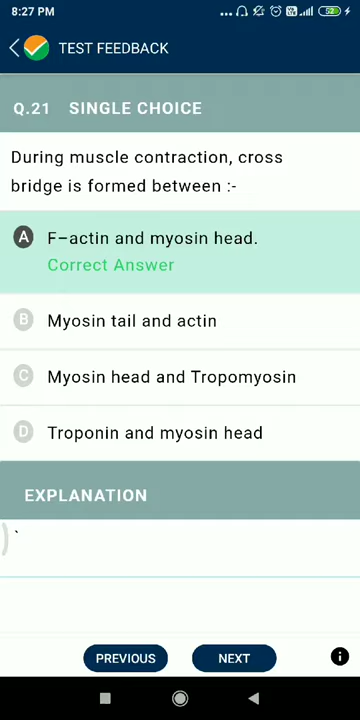 8:27 PM
52
TEST FEEDBACK
Q.21 SINGLE CHOICE
During muscle contraction, cross
bridge is formed between :-
A F–actin and myosin head.
Correct Answer
B Myosin tail and actin
C Myosin head and Tropomyosin
D Troponin and myosin head
EXPLANATION
`
PREVIOUS NEXT